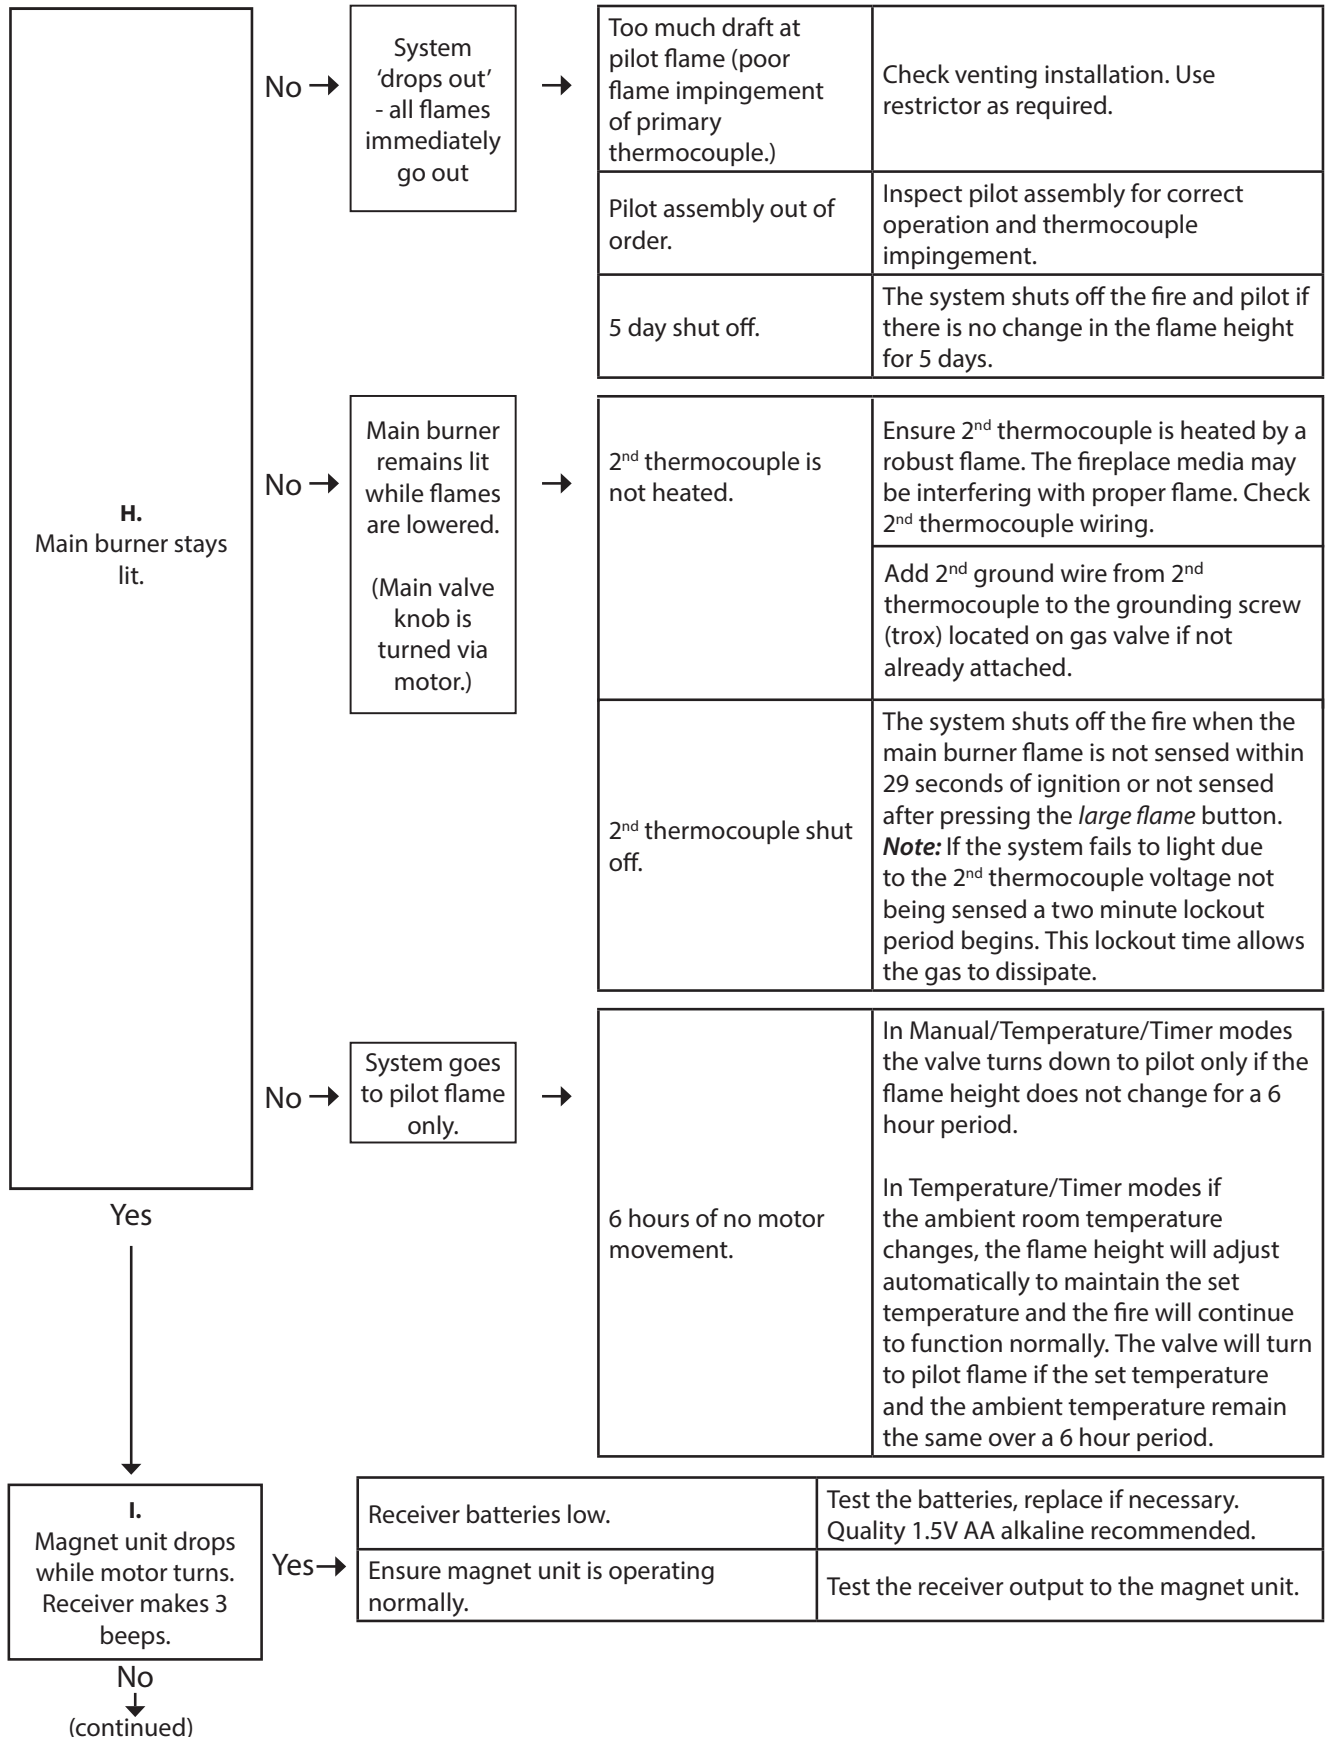 H.
Main burner stays
lit.
No →
System
‘drops out’
- all flames
immediately
go out
→
Too much draft at
pilot flame (poor
flame impingement
of primary
thermocouple.)
Check venting installation. Use
restrictor as required.
Pilot assembly out of
order.
Inspect pilot assembly for correct
operation and thermocouple
impingement.
5 day shut off.
The system shuts off the fire and pilot if
there is no change in the flame height
for 5 days.
No →
Main burner
remains lit
while flames
are lowered.
(Main valve
knob is
turned via
motor.)
→
2nd thermocouple is
not heated.
Ensure 2nd thermocouple is heated by a
robust flame. The fireplace media may
be interfering with proper flame. Check
2nd thermocouple wiring.
Add 2nd ground wire from 2nd
thermocouple to the grounding screw
(trox) located on gas valve if not
already attached.
2nd thermocouple shut
off.
The system shuts off the fire when the
main burner flame is not sensed within
29 seconds of ignition or not sensed
after pressing the large flame button.
Note: If the system fails to light due
to the 2nd thermocouple voltage not
being sensed a two minute lockout
period begins. This lockout time allows
the gas to dissipate.
No →
System goes
to pilot flame
only.
→
6 hours of no motor
movement.
In Manual/Temperature/Timer modes
the valve turns down to pilot only if the
flame height does not change for a 6
hour period.
In Temperature/Timer modes if
the ambient room temperature
changes, the flame height will adjust
automatically to maintain the set
temperature and the fire will continue
to function normally. The valve will turn
to pilot flame if the set temperature
and the ambient temperature remain
the same over a 6 hour period.
Yes
I.
Magnet unit drops
while motor turns.
Receiver makes 3
beeps.
Yes→
Receiver batteries low.
Test the batteries, replace if necessary.
Quality 1.5V AA alkaline recommended.
Ensure magnet unit is operating
normally.
Test the receiver output to the magnet unit.
No
(continued)